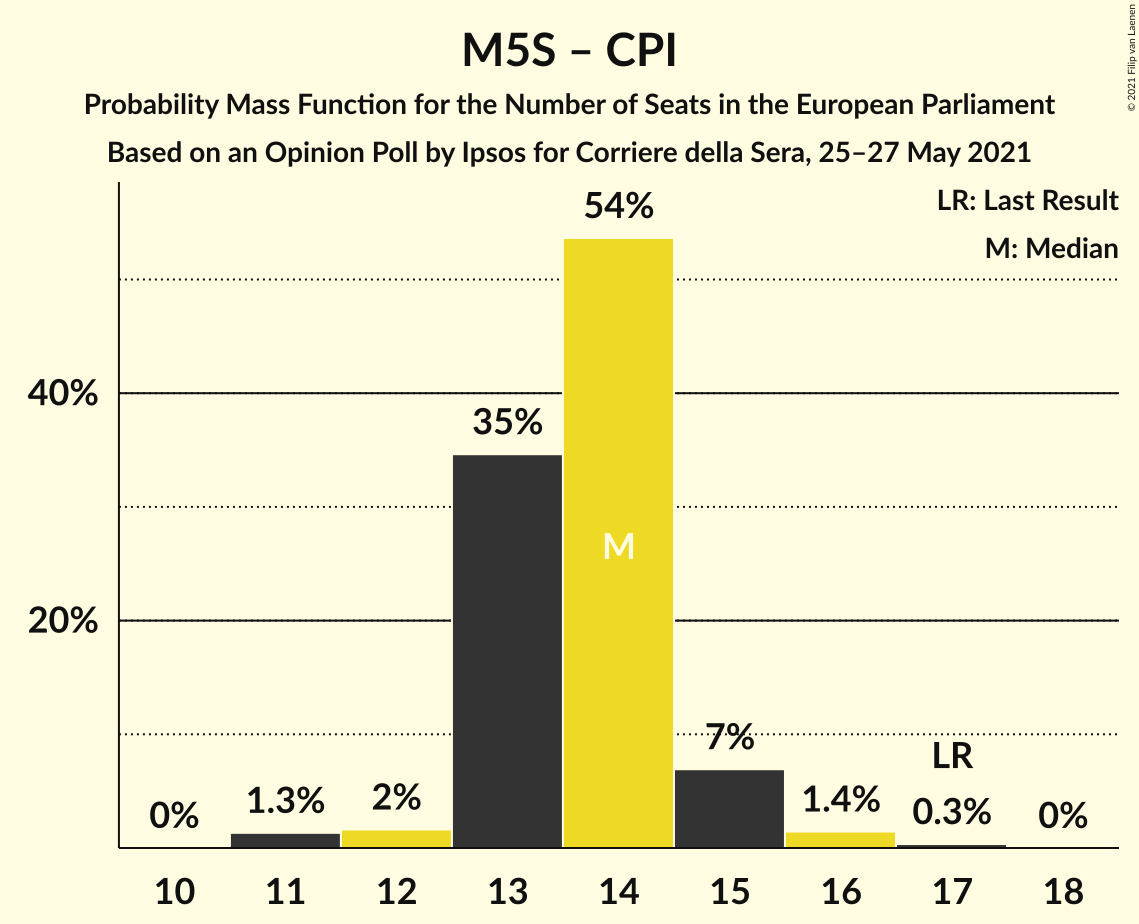 M5S – CPI
Probability Mass Function for the Number of Seats in the European Parliament
Based on an Opinion Poll by Ipsos for Corriere della Sera, 25–27 May 2021
© 2021 Filip van Laenen
LR: Last Result
M: Median
54%
40%
35%
M
20%
7%
LR
0%
1.3%
2%
1.4%
0.3%
0%
10 11 12 13 14 15 16 17 18